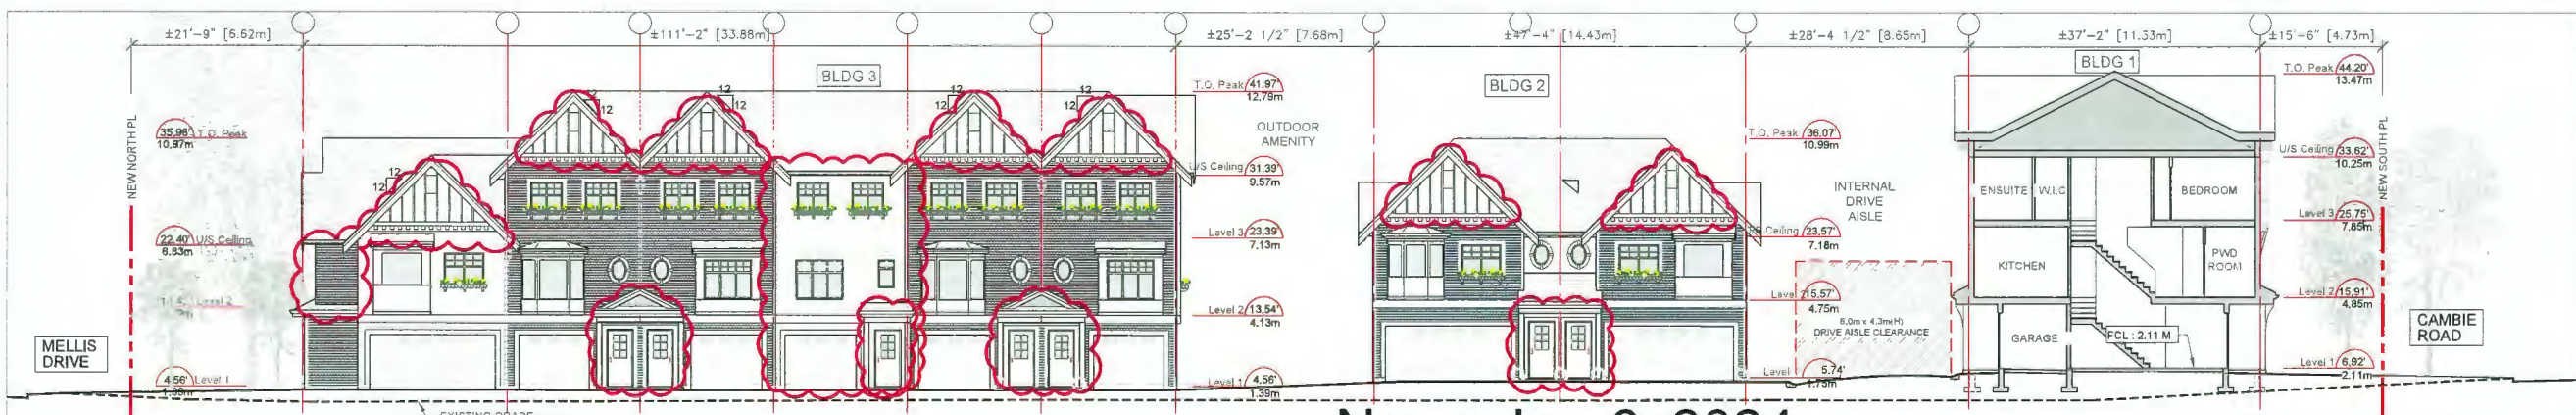 ±21'-9" [6.62m]
±111'-2" [33.88m]
±25'-2 1/2" [7.68m]
±47'-4" [14.43m]
±28'-4 1/2" [8.65m]
±37'-2" [11.33m]
±15'-6" [4.73m]
BLDG 3
BLDG 2
BLDG 1
NEW NORTH PL
35.98' T.O. Peak
10.97m
22.40' U/S Ceiling
6.83m
Level 2
4.56' Level 1
1.39m
MELLIS
DRIVE
12
12
12
12
12
12
12
12
12
12
T.O. Peak 41.97'
12.79m
OUTDOOR
AMENITY
U/S Ceiling 31.39'
9.57m
Level 3 23.39'
7.13m
Level 2 13.54'
4.13m
Level 1 4.56'
1.39m
T.O. Peak 36.07'
10.99m
Ceiling 23.57'
7.18m
Level 15.57'
4.75m
Level 5.74'
1.75m
INTERNAL
DRIVE
AISLE
6.0m x 4.3m(H)
DRIVE AISLE CLEARANCE
ENSUITE
W.I.C
BEDROOM
KITCHEN
PWD
ROOM
GARAGE
FCL : 2.11 M
T.O. Peak 44.20'
13.47m
U/S Ceiling 33.62'
10.25m
Level 3 25.75'
7.85m
Level 2 15.91'
4.85m
Level 1 6.92'
2.11m
NEW SOUTH PL
CAMBIE
ROAD
EXISTING GRADE